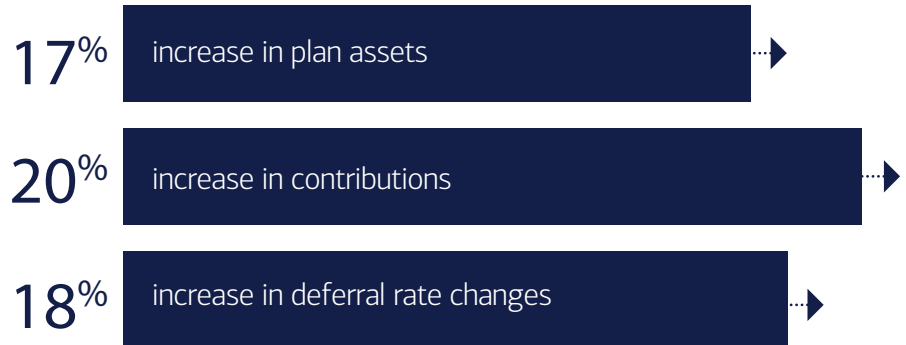 17% increase in plan assets
20% increase in contributions
18% increase in deferral rate changes